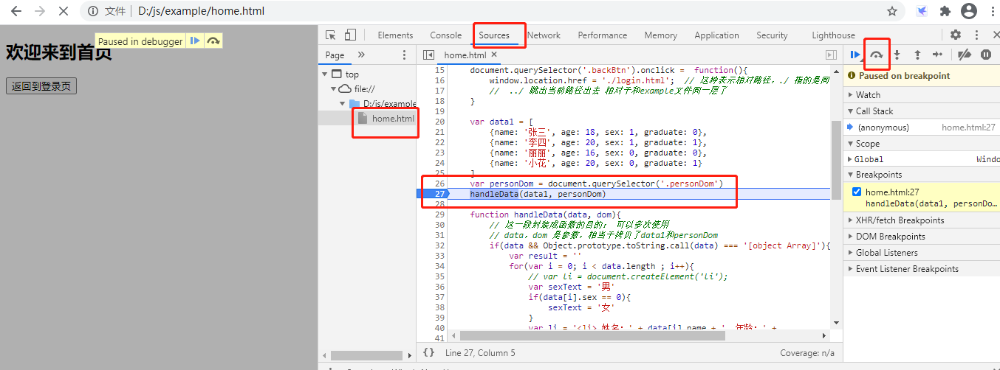 文件 D:/js/example/home.html
Paused in debugger
欢迎来到首页
返回到登录页
Elements Console Sources Network Performance Memory Application Security Lighthouse
Page »
top
file://
D:/js/example
home.html
home.html ×
15 document.querySelector('.backBtn').onclick = function(){
16 window.location.href = './login.html'; // 这种表示相对路径，./ 指的是同
17 // ../ 跳出当前路径出去 相对于和example文件同一层了
18 }
19
20 var data1 = [
21 {name: '张三', age: 18, sex: 1, graduate: 0},
22 {name: '李四', age: 20, sex: 1, graduate: 1},
23 {name: '丽丽', age: 16, sex: 0, graduate: 0},
24 {name: '小花', age: 20, sex: 0, graduate: 1}
25 ]
26 var personDom = document.querySelector('.personDom')
27 handleData(data1, personDom)
28
29 function handleData(data, dom){
30 // 这一段封装成函数的目的： 可以多次使用
31 // data，dom 是参数，相当于拷贝了data1和personDom
32 if(data && Object.prototype.toString.call(data) === '[object Array]'){
33 var result = ''
34 for(var i = 0; i < data.length ; i++){
35 // var li = document.createElement('li');
36 var sexText = '男'
37 if(data[i].sex == 0){
38 sexText = '女'
39 }
40 var li = '<li> 姓名：' + data[i].name + ' 年龄：' +
41
{} Line 27, Column 5 Coverage: n/a
Paused on breakpoint
Watch
Call Stack
(anonymous) home.html:27
Scope
Global Windo
Breakpoints
home.html:27
handleData(data1, personDo…
XHR/fetch Breakpoints
DOM Breakpoints
Global Listeners
Event Listener Breakpoints